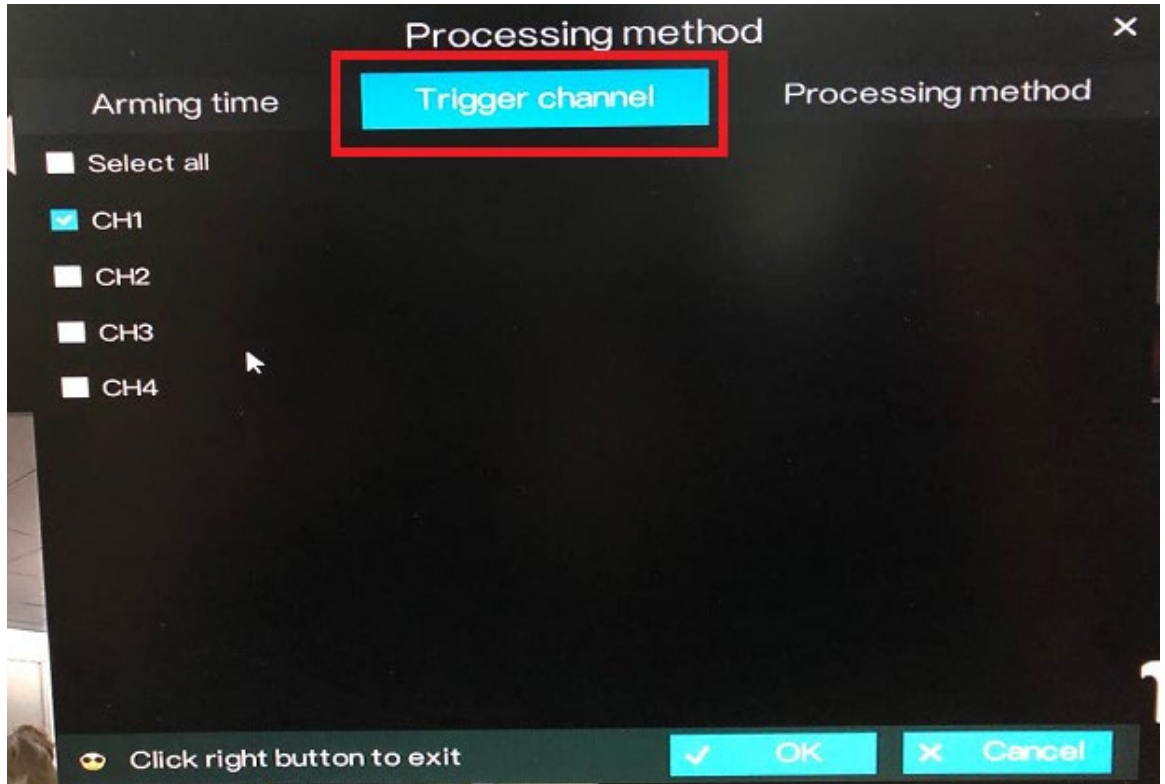 Processing method
Arming time Trigger channel Processing method
Select all
CH1
CH2
CH3
CH4
Click right button to exit OK Cancel